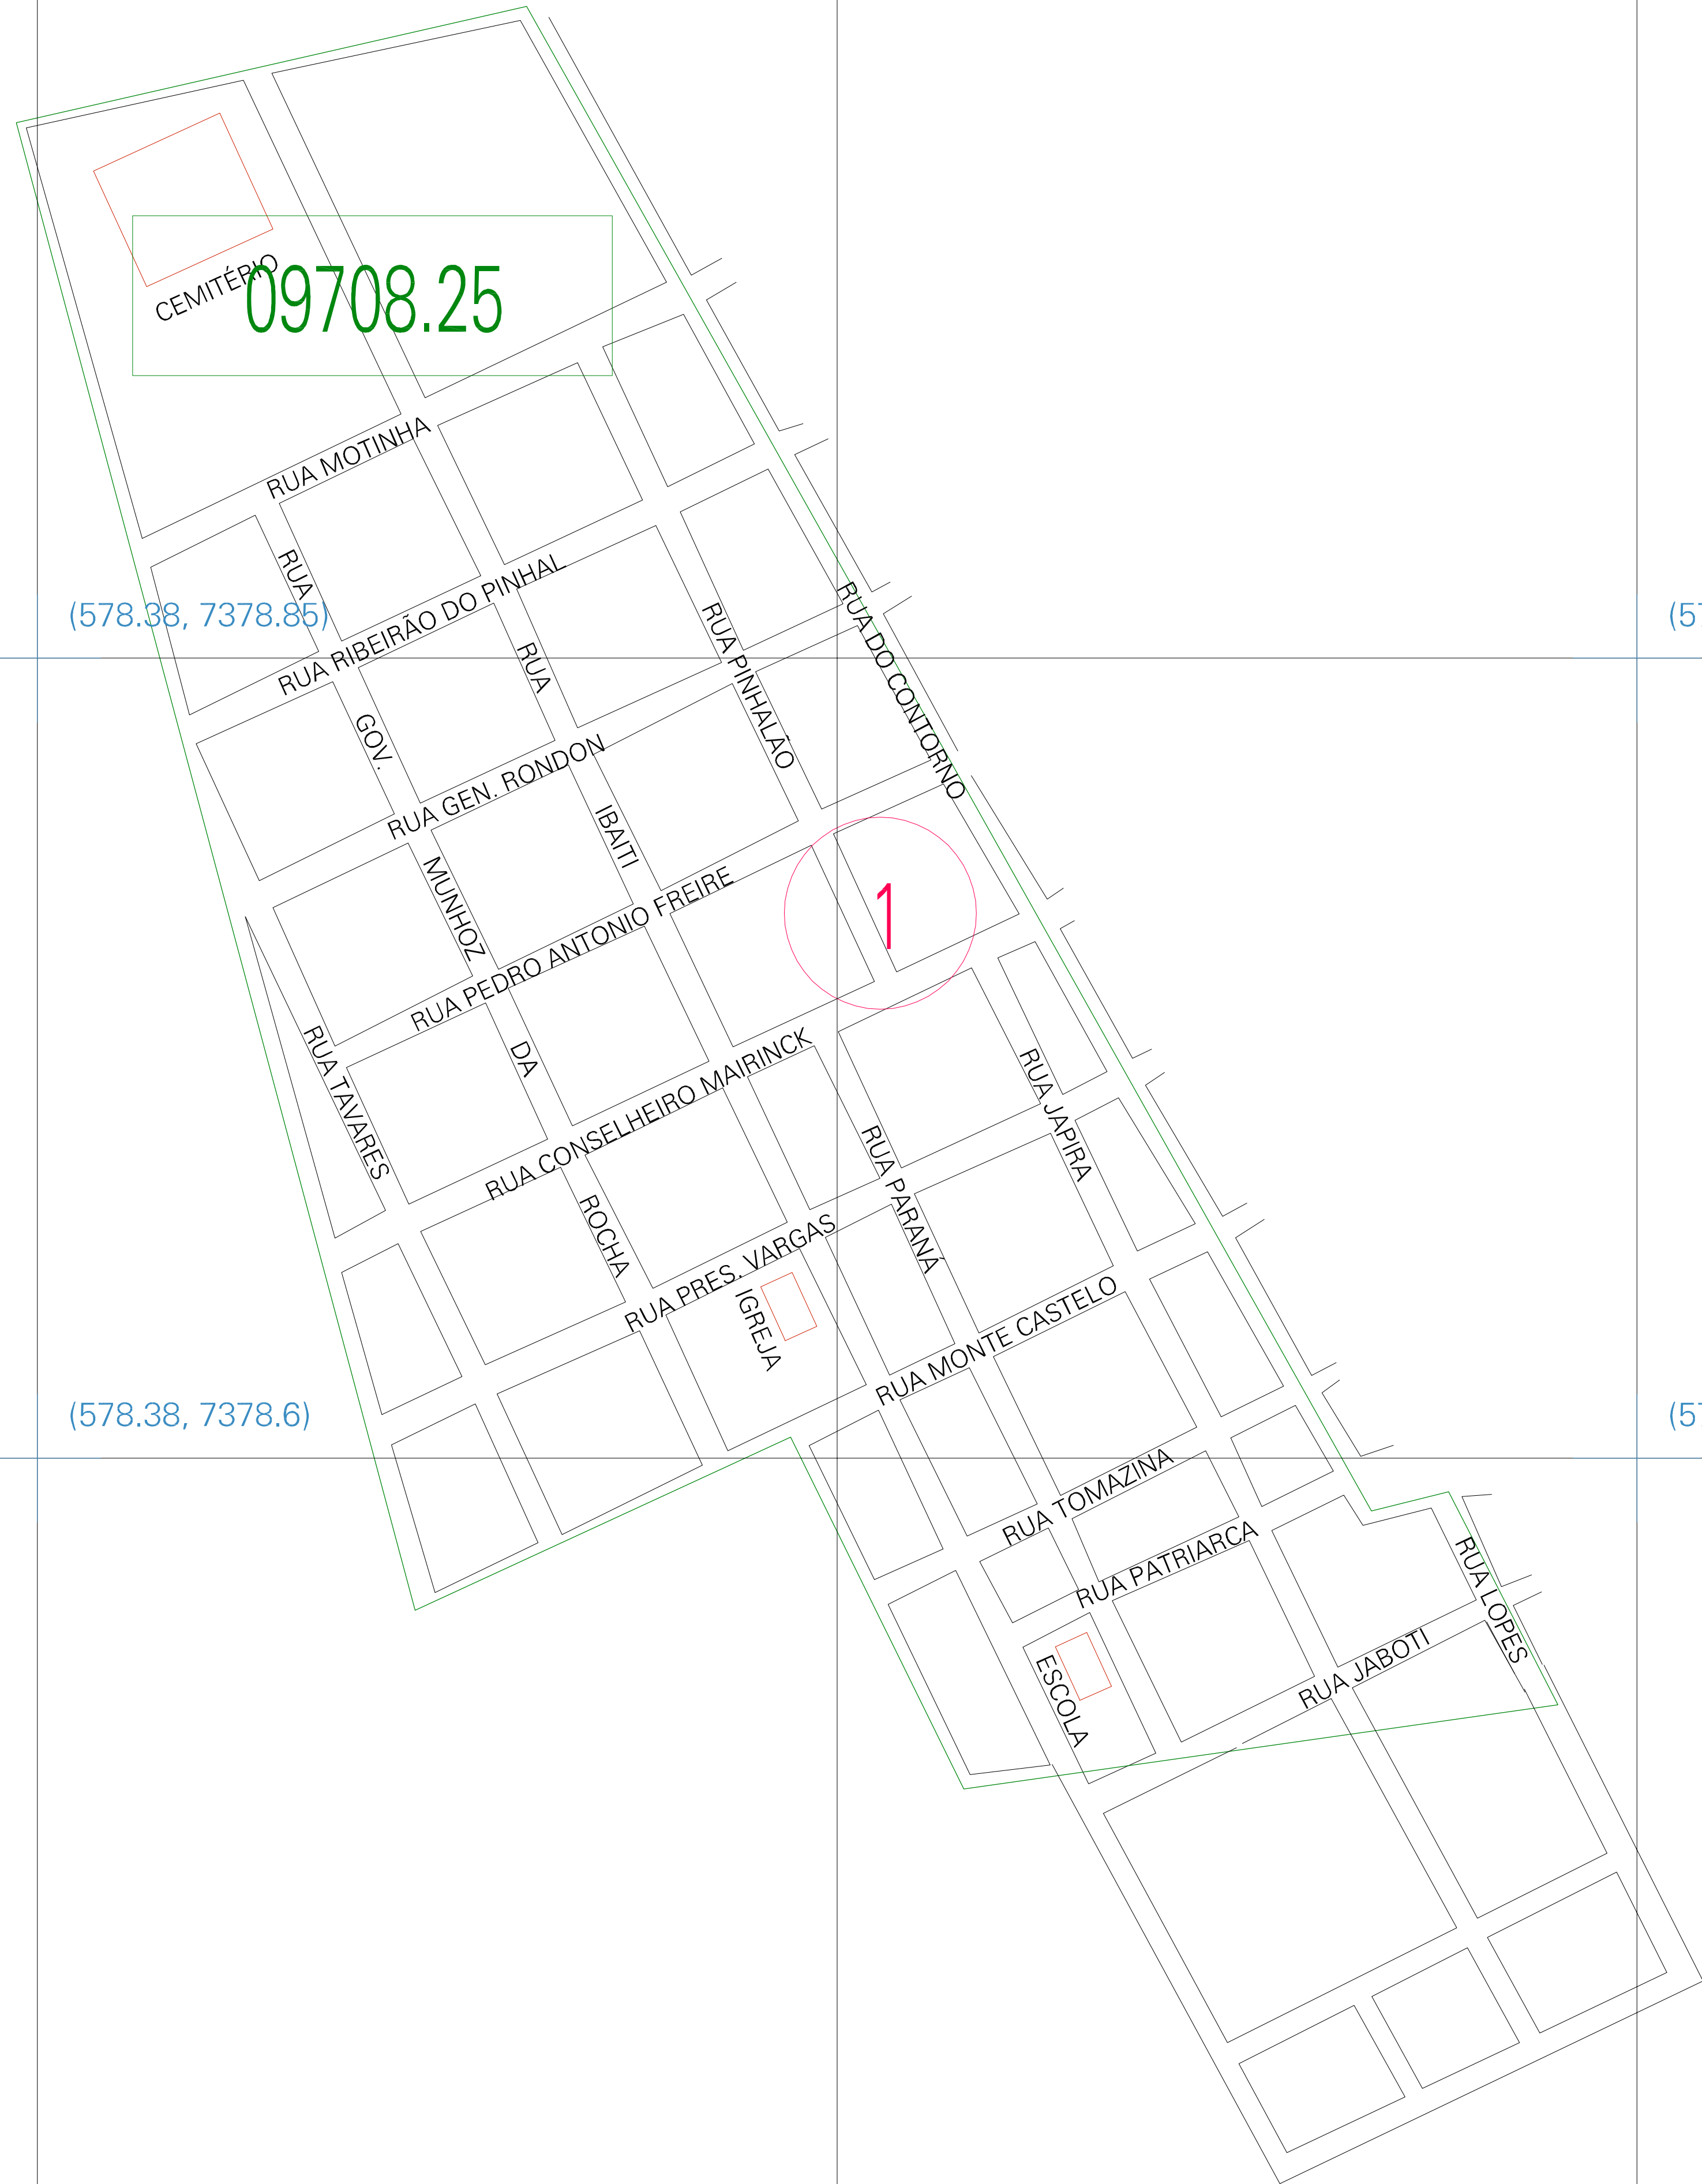 CEMITÉRIO
09708.25
RUA MOTINHA
RUA RIBEIRÃO DO PINHAL
RUA GOV. MUNHOZ DA ROCHA
(578.38, 7378.85)
(57
RUA IBAITI
RUA PINHALÃO
RUA DO CONTORNO
RUA GEN. RONDON
RUA PEDRO ANTONIO FREIRE
1
RUA TAVARES
RUA CONSELHEIRO MAIRINCK
RUA JAPIRA
RUA PARANÁ
RUA PRES. VARGAS
IGREJA
RUA MONTE CASTELO
(578.38, 7378.6)
(57
RUA TOMAZINA
RUA PATRIARCA
RUA LOPES
ESCOLA
RUA JABOTI